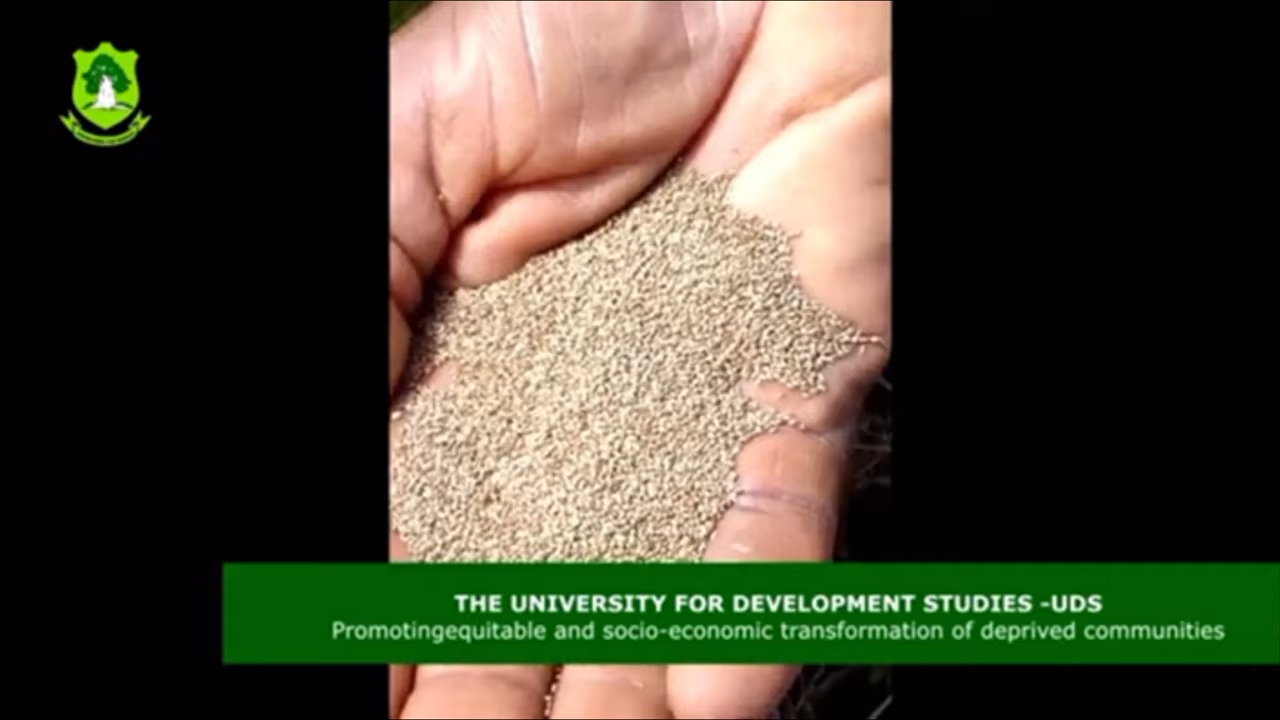 THE UNIVERSITY FOR DEVELOPMENT STUDIES -UDS
Promotingequitable and socio-economic transformation of deprived communities